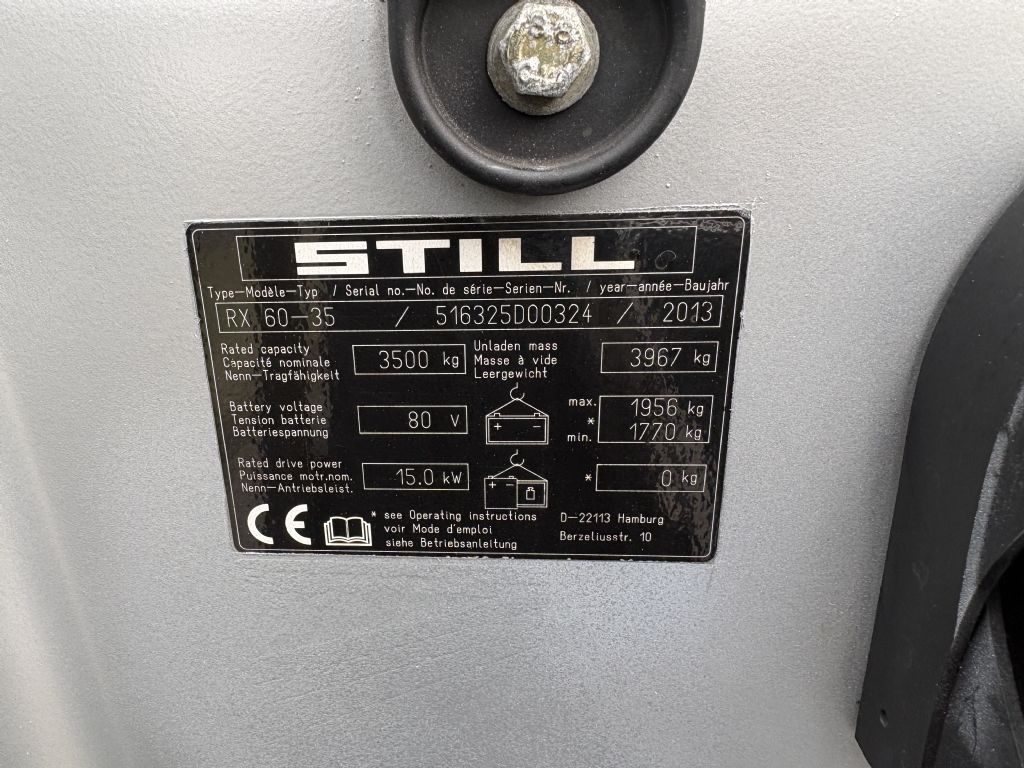 STILL
Type-Modèle-Typ / Serial no.-No. de série-Serien-Nr. / year-année-Baujahr
RX 60-35 / 516325D00324 / 2013
Rated capacity
Capacité nominale
Nenn-Tragfähigkeit
3500 kg
Unladen mass
Masse à vide
Leergewicht
3967 kg
Battery voltage
Tension batterie
Batteriespannung
80 V
+ -
max. 1956 kg
*
min. 1770 kg
Rated drive power
Puissance motr.nom.
Nenn-Antriebsleist.
15.0 kW
+ -
* 0 kg
CE
* see Operating instructions
voir Mode d'emploi
siehe Betriebsanleitung
D-22113 Hamburg
Berzeliusstr. 10